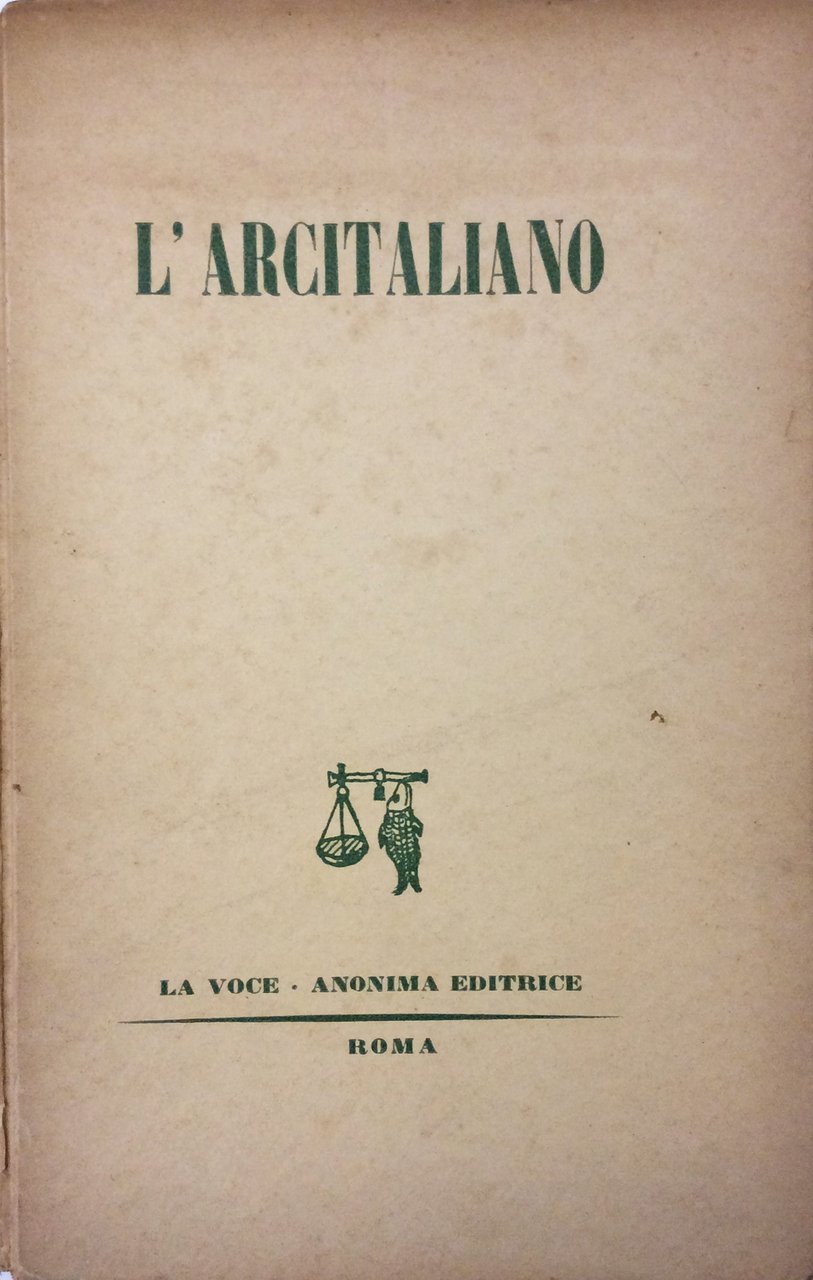 L'ARCITALIANO
LA VOCE · ANONIMA EDITRICE
ROMA